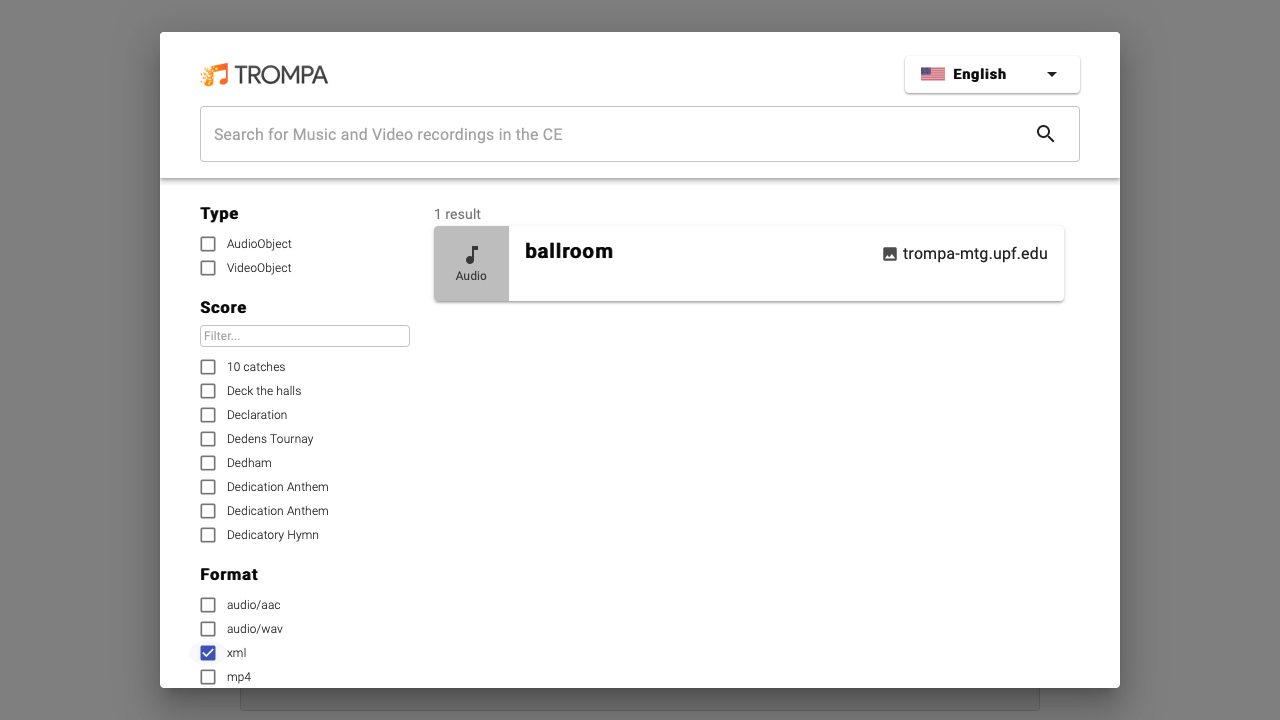 TROMPA
English
Search for Music and Video recordings in the CE
Type
AudioObject
VideoObject
Score
Filter...
10 catches
Deck the halls
Declaration
Dedens Tournay
Dedham
Dedication Anthem
Dedication Anthem
Dedicatory Hymn
Format
audio/aac
audio/wav
xml
mp4
1 result
Audio
ballroom
trompa-mtg.upf.edu